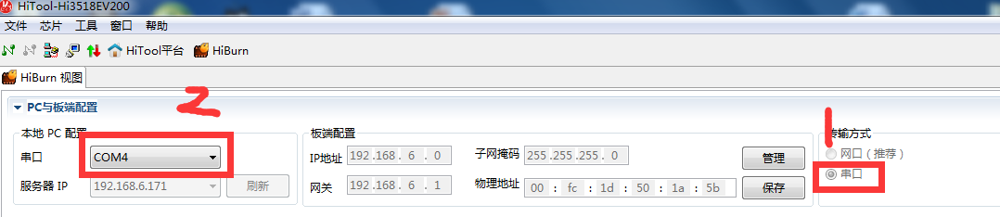 HiTool-Hi3518EV200
文件 芯片 工具 窗口 帮助
HiTool平台 HiBurn
HiBurn 视图
2
PC与板端配置
1
本地 PC 配置 板端配置 传输方式
串口 COM4 IP地址 192 .168 . 6 . 0 子网掩码 255 .255 .255 . 0 管理 网口（推荐）
服务器 IP 192.168.6.171 刷新 网关 192 .168 . 6 . 1 物理地址 00 : fc : 1d : 50 : 1a : 5b 保存 串口